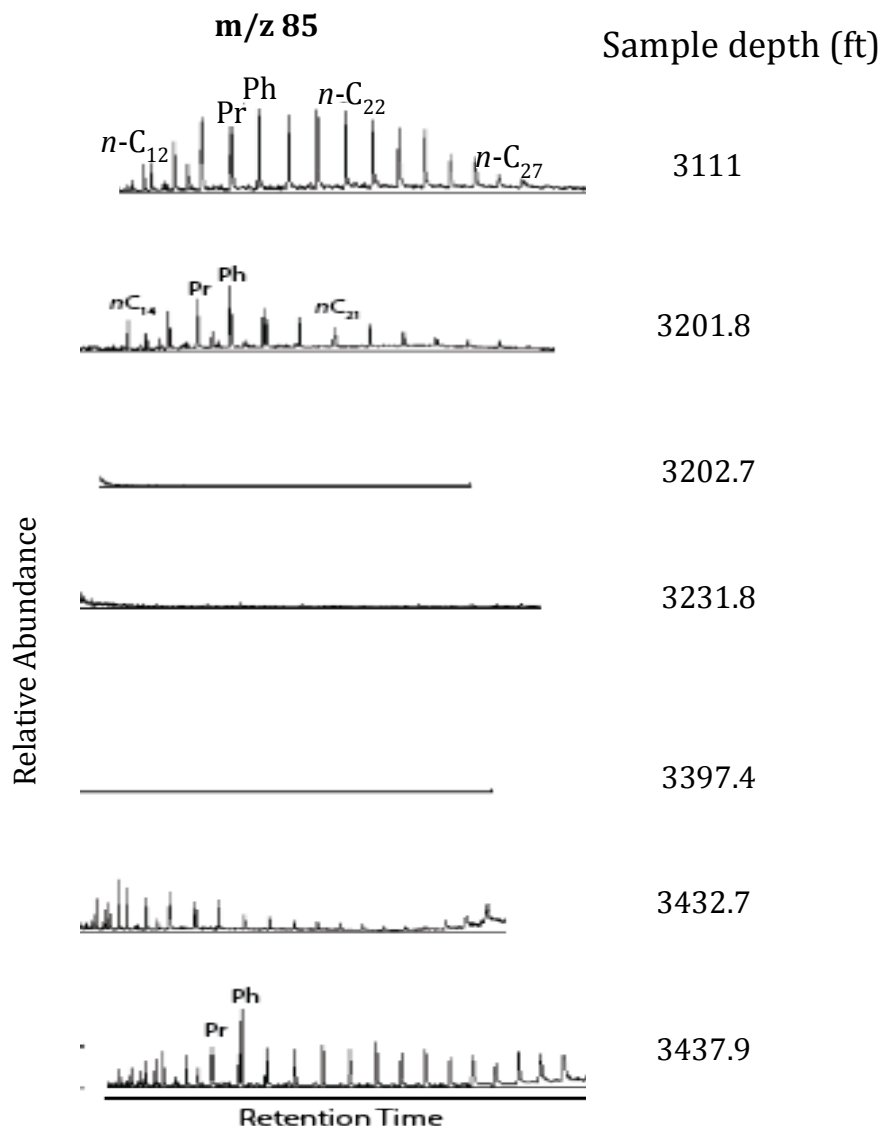 m/z 85
Sample depth (ft)
n-C₁₂
Pr
Ph
n-C₂₂
n-C₂₇
3111
nC₁₄
Pr
Ph
nC₂₁
3201.8
3202.7
3231.8
Relative Abundance
3397.4
3432.7
Pr
Ph
3437.9
Retention Time